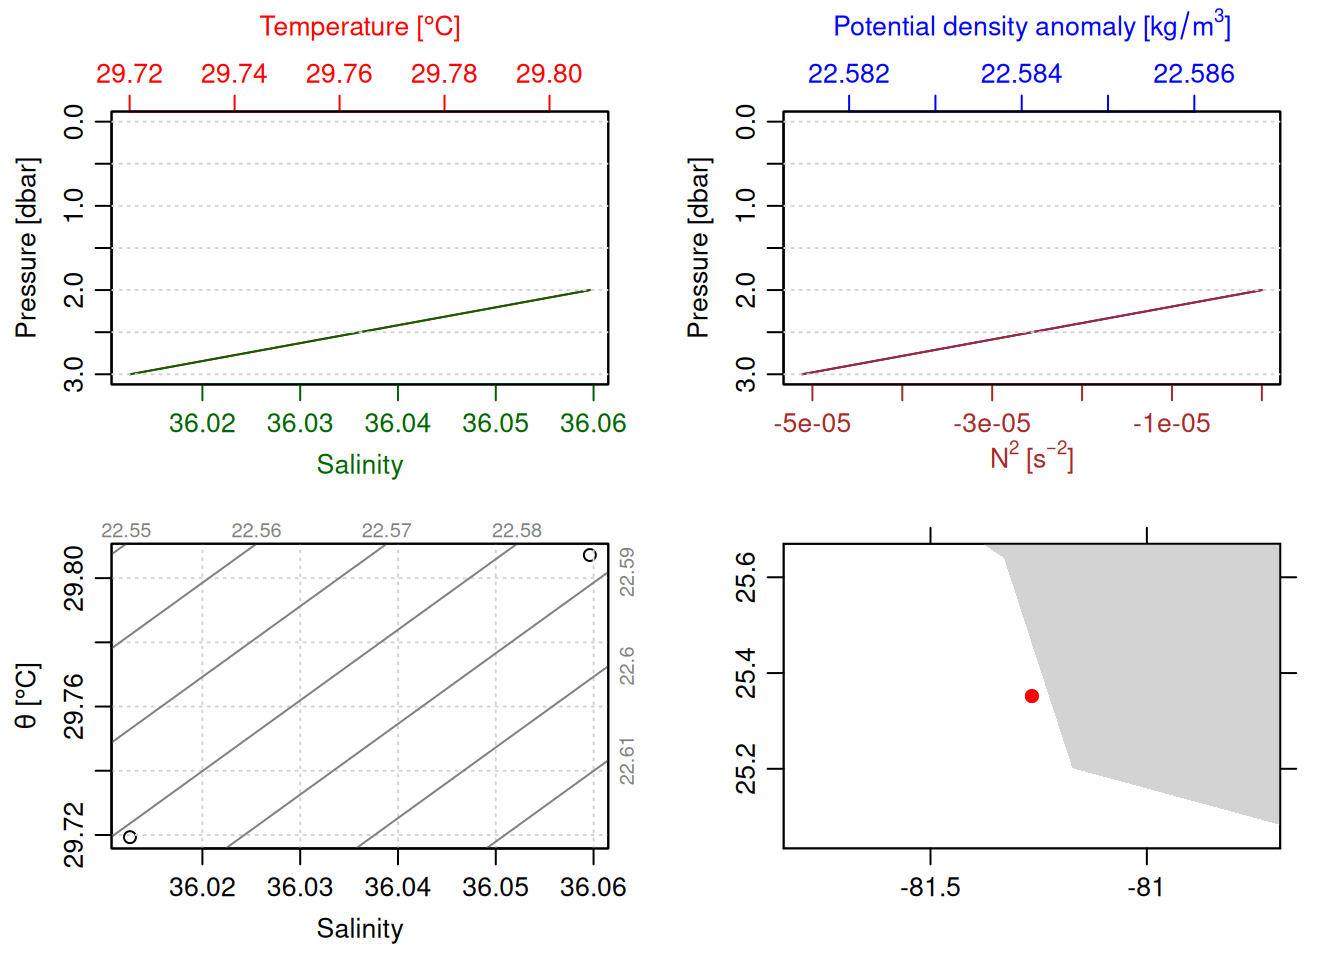 Temperature [°C]
29.72 29.74 29.76 29.78 29.80
Pressure [dbar]
0.0
1.0
2.0
3.0
36.02 36.03 36.04 36.05 36.06
Salinity
Potential density anomaly [kg/m³]
22.582 22.584 22.586
Pressure [dbar]
0.0
1.0
2.0
3.0
-5e-05 -3e-05 -1e-05
N² [s⁻²]
22.55 22.56 22.57 22.58
22.59
22.6
22.61
θ [°C]
29.80
29.76
29.72
36.02 36.03 36.04 36.05 36.06
Salinity
25.6
25.4
25.2
-81.5 -81